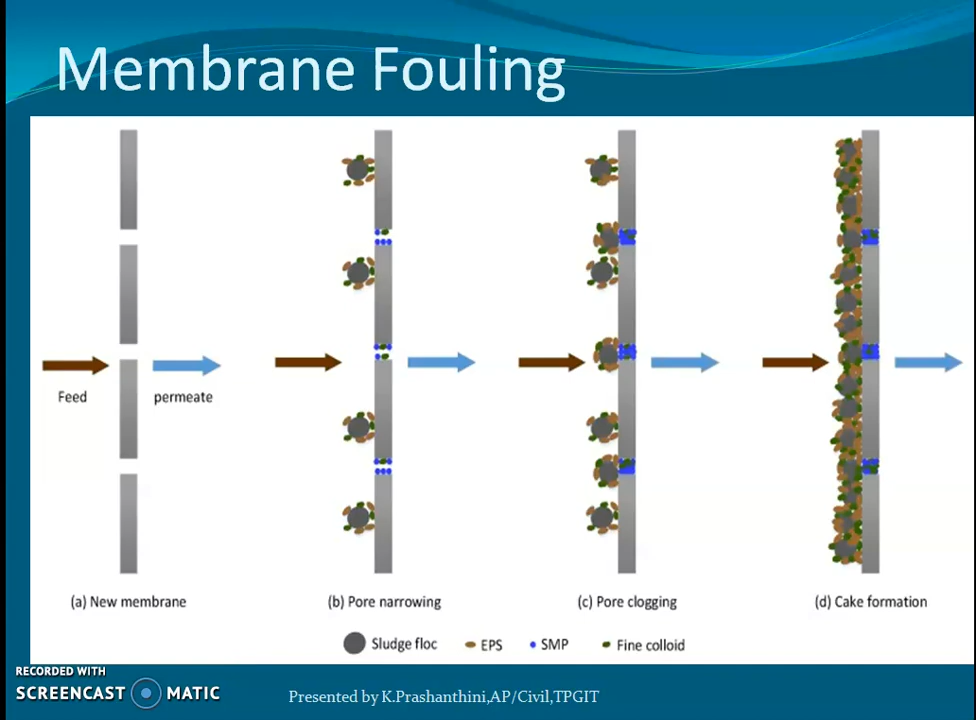 Membrane Fouling
Feed
permeate
(a) New membrane
(b) Pore narrowing
(c) Pore clogging
(d) Cake formation
Sludge floc
EPS
SMP
Fine colloid
RECORDED WITH
SCREENCAST MATIC
Presented by K.Prashanthini,AP/Civil,TPGIT